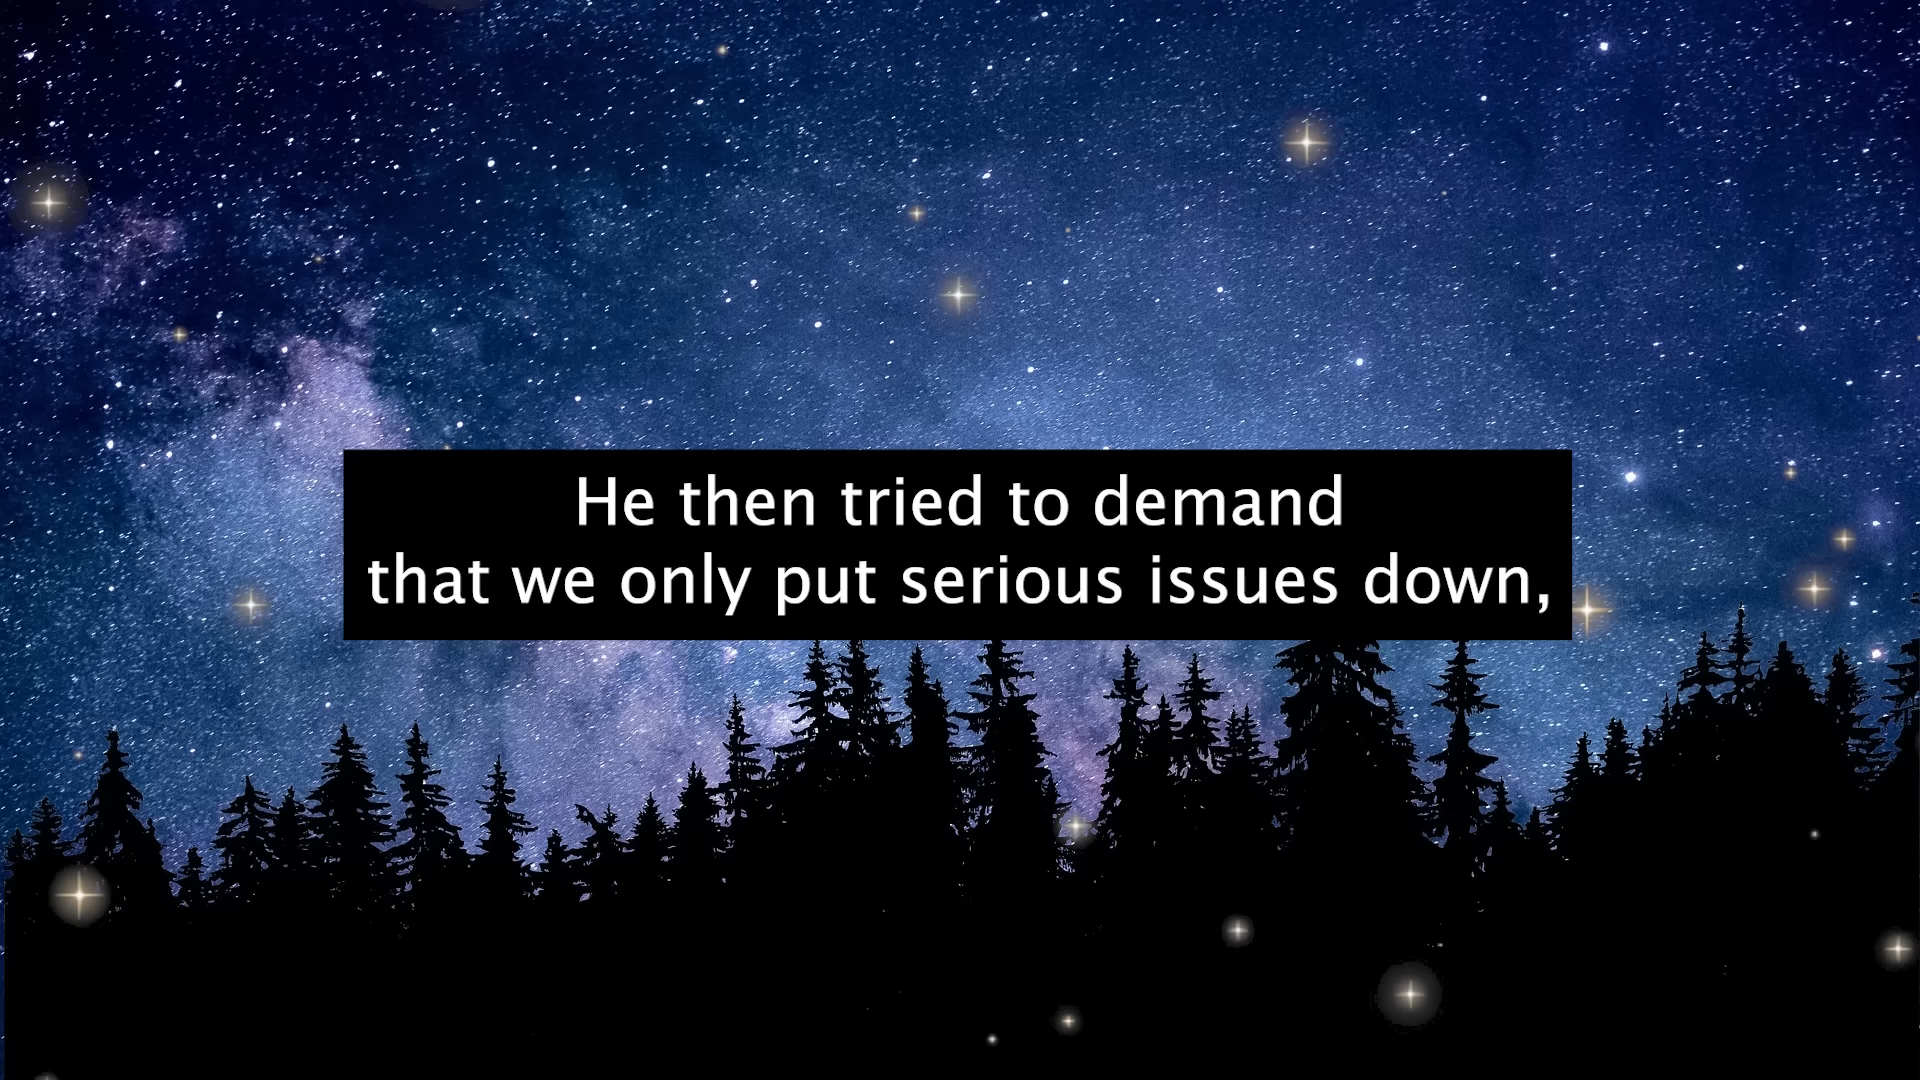 He then tried to demand
that we only put serious issues down,